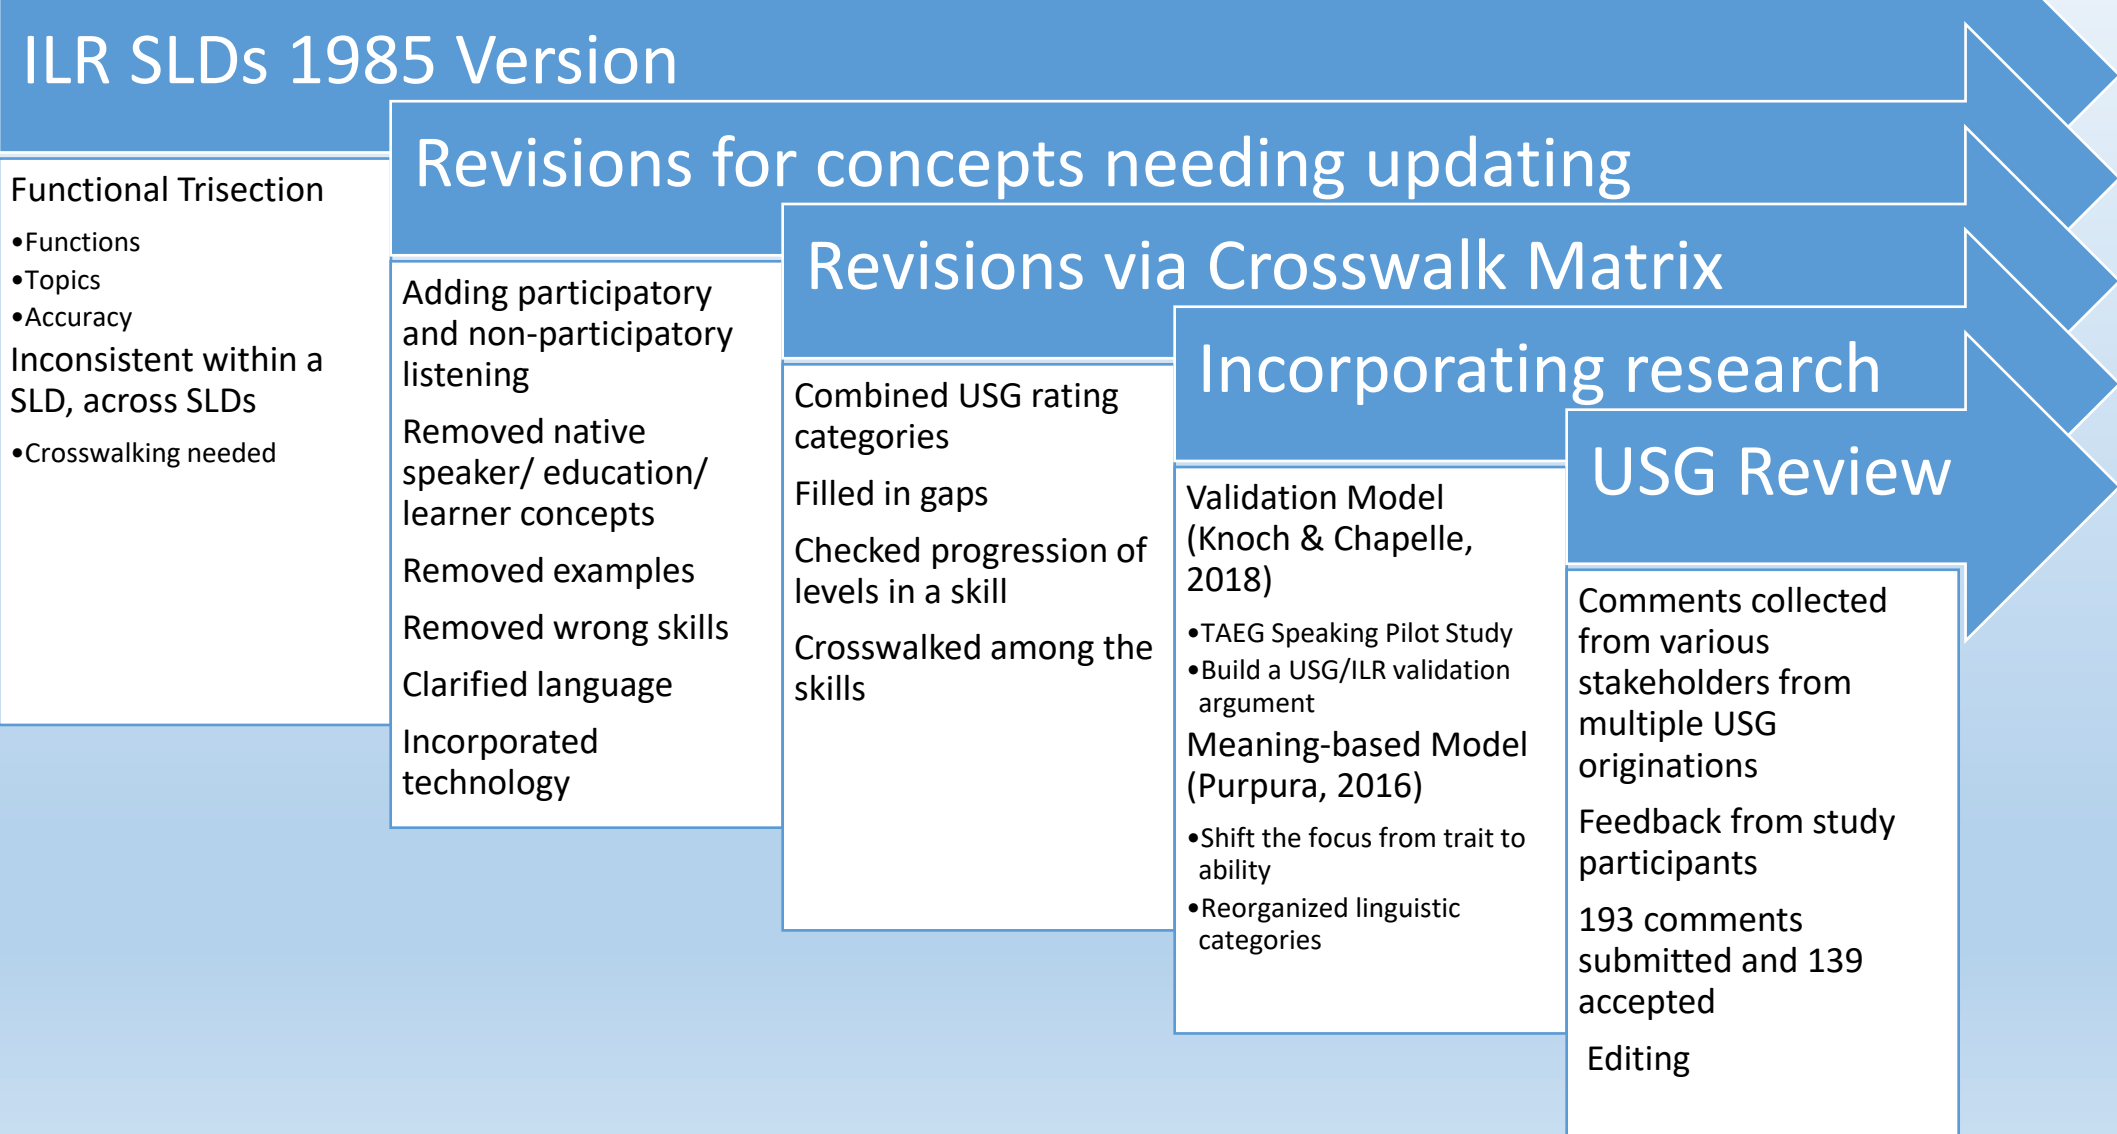 ILR SLDs 1985 Version
Functional Trisection
•Functions
•Topics
•Accuracy
Inconsistent within a
SLD, across SLDs
•Crosswalking needed
Revisions for concepts needing updating
Adding participatory
and non-participatory
listening
Removed native
speaker/ education/
learner concepts
Removed examples
Removed wrong skills
Clarified language
Incorporated
technology
Revisions via Crosswalk Matrix
Combined USG rating
categories
Filled in gaps
Checked progression of
levels in a skill
Crosswalked among the
skills
Incorporating research
Validation Model
(Knoch & Chapelle,
2018)
•TAEG Speaking Pilot Study
•Build a USG/ILR validation
argument
Meaning-based Model
(Purpura, 2016)
•Shift the focus from trait to
ability
•Reorganized linguistic
categories
USG Review
Comments collected
from various
stakeholders from
multiple USG
originations
Feedback from study
participants
193 comments
submitted and 139
accepted
Editing